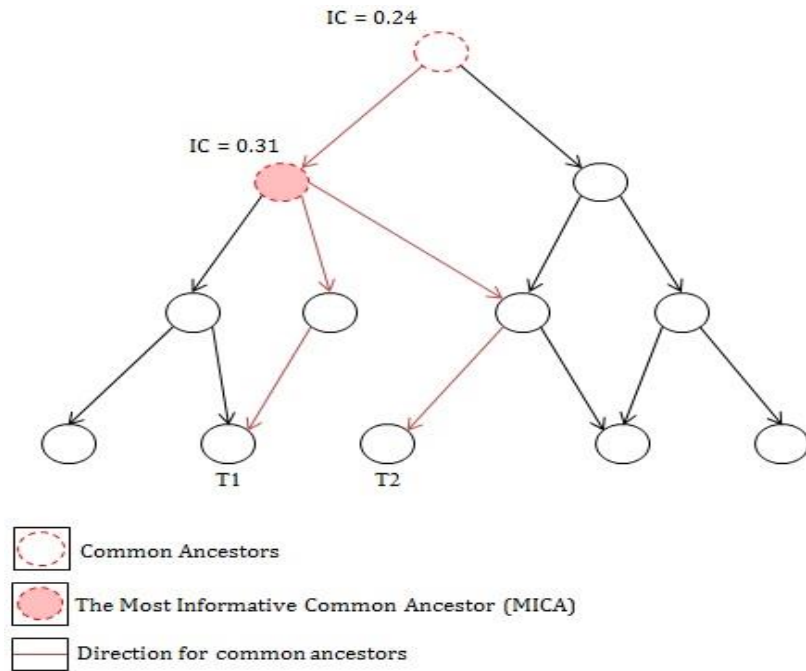 IC = 0.24
IC = 0.31
T1 T2
Common Ancestors
The Most Informative Common Ancestor (MICA)
Direction for common ancestors